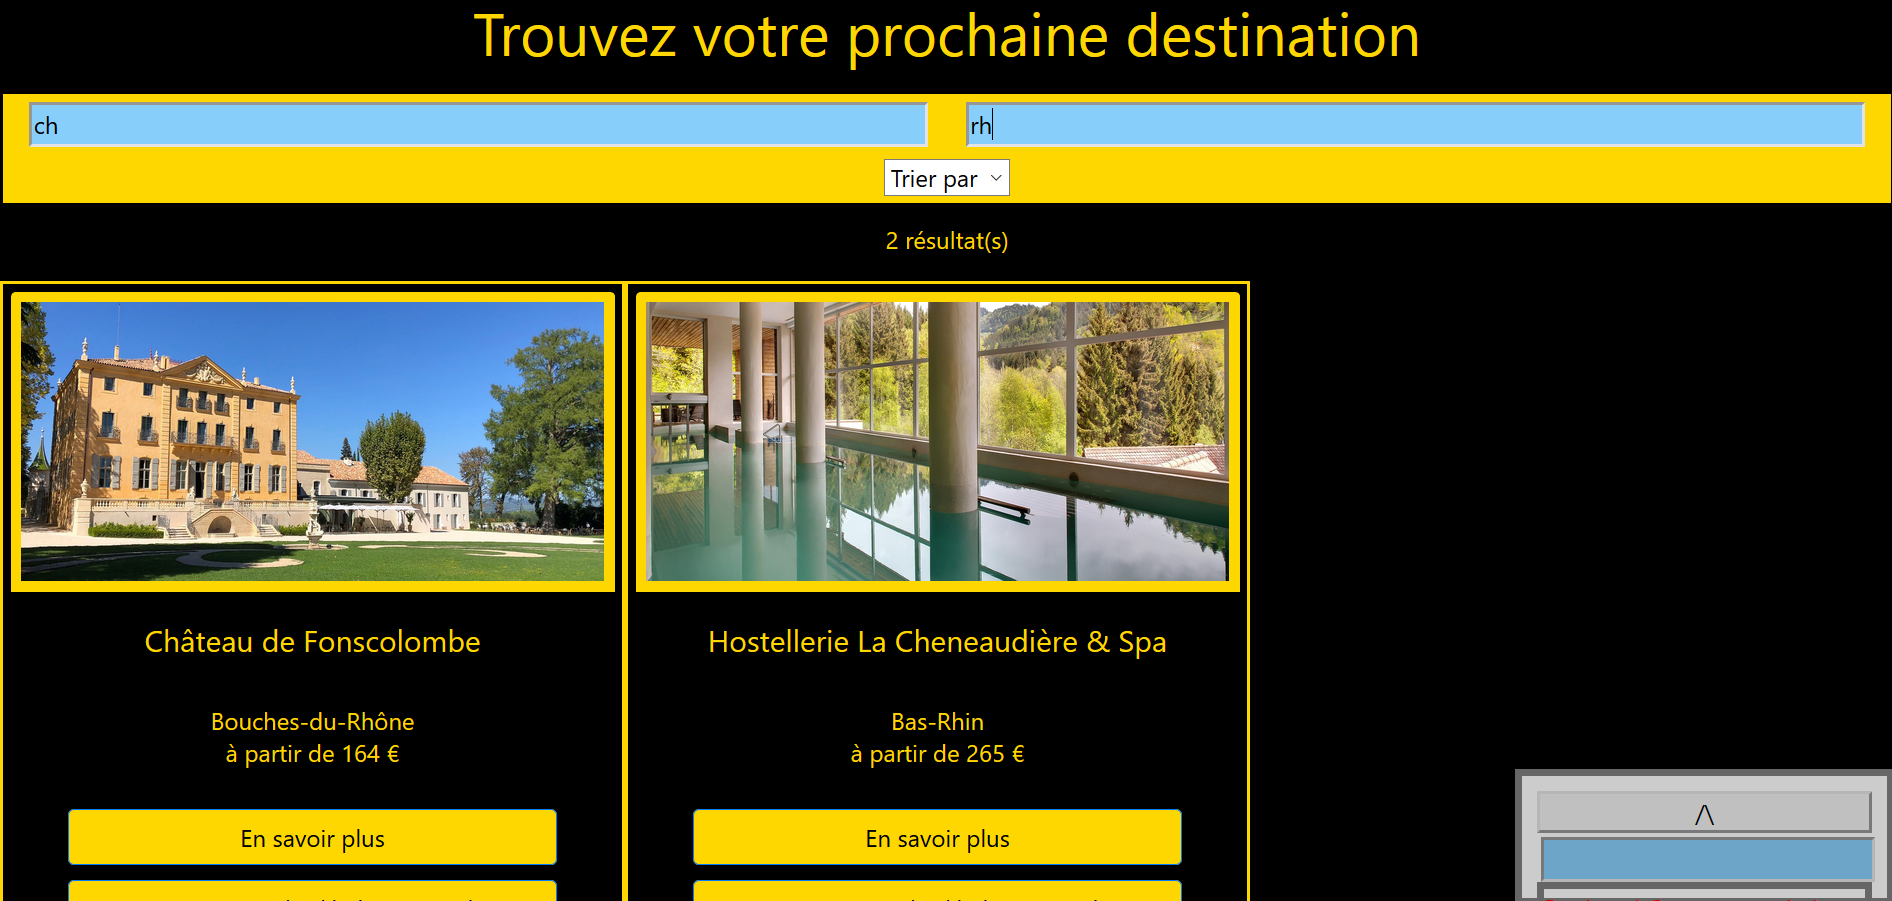 Trouvez votre prochaine destination
ch
rh
Trier par
2 résultat(s)
Château de Fonscolombe
Bouches-du-Rhône
à partir de 164 €
En savoir plus
Hostellerie La Cheneaudière & Spa
Bas-Rhin
à partir de 265 €
En savoir plus
/\